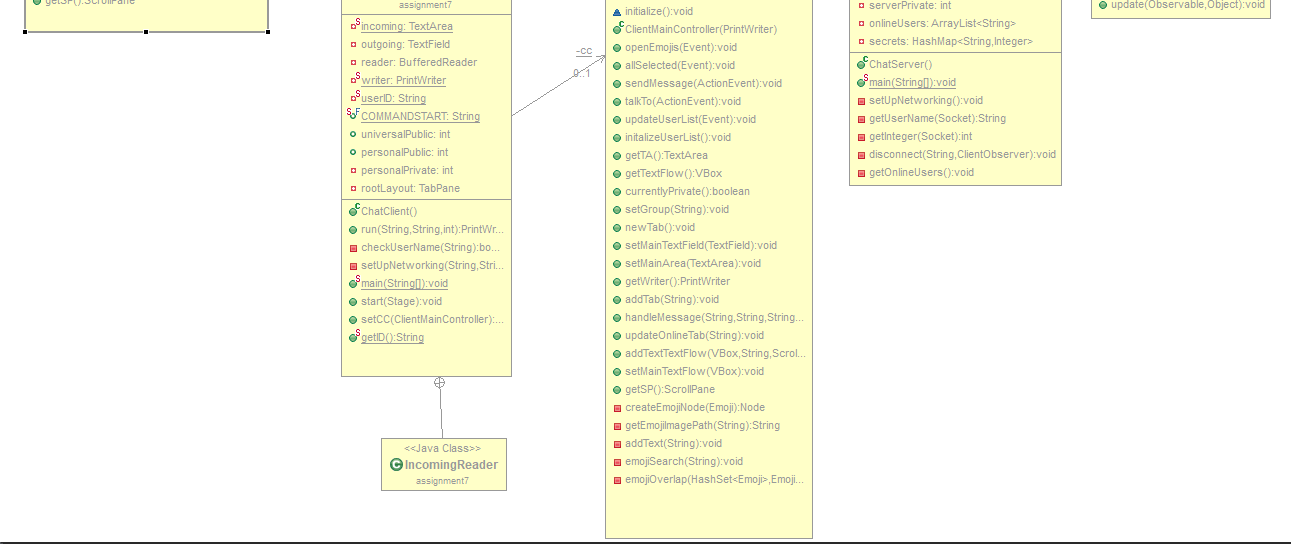 getSP():ScrollPane
assignment7
incoming: TextArea
outgoing: TextField
reader: BufferedReader
writer: PrintWriter
userID: String
COMMANDSTART: String
universalPublic: int
personalPublic: int
personalPrivate: int
rootLayout: TabPane
ChatClient()
run(String,String,int):PrintWr...
checkUserName(String):bo...
setUpNetworking(String,Stri...
main(String[]):void
start(Stage):void
setCC(ClientMainController):...
getID():String
<<Java Class>>
IncomingReader
assignment7
-cc
0..1
initialize():void
ClientMainController(PrintWriter)
openEmojis(Event):void
allSelected(Event):void
sendMessage(ActionEvent):void
talkTo(ActionEvent):void
updateUserList(Event):void
initalizeUserList():void
getTA():TextArea
getTextFlow():VBox
currentlyPrivate():boolean
setGroup(String):void
newTab():void
setMainTextField(TextField):void
setMainArea(TextArea):void
getWriter():PrintWriter
addTab(String):void
handleMessage(String,String,String...
updateOnlineTab(String):void
addTextTextFlow(VBox,String,Scrol...
setMainTextFlow(VBox):void
getSP():ScrollPane
createEmojiNode(Emoji):Node
getEmojiImagePath(String):String
addText(String):void
emojiSearch(String):void
emojiOverlap(HashSet<Emoji>,Emoji...
serverPrivate: int
onlineUsers: ArrayList<String>
secrets: HashMap<String,Integer>
ChatServer()
main(String[]):void
setUpNetworking():void
getUserName(Socket):String
getInteger(Socket):int
disconnect(String,ClientObserver):void
getOnlineUsers():void
update(Observable,Object):void